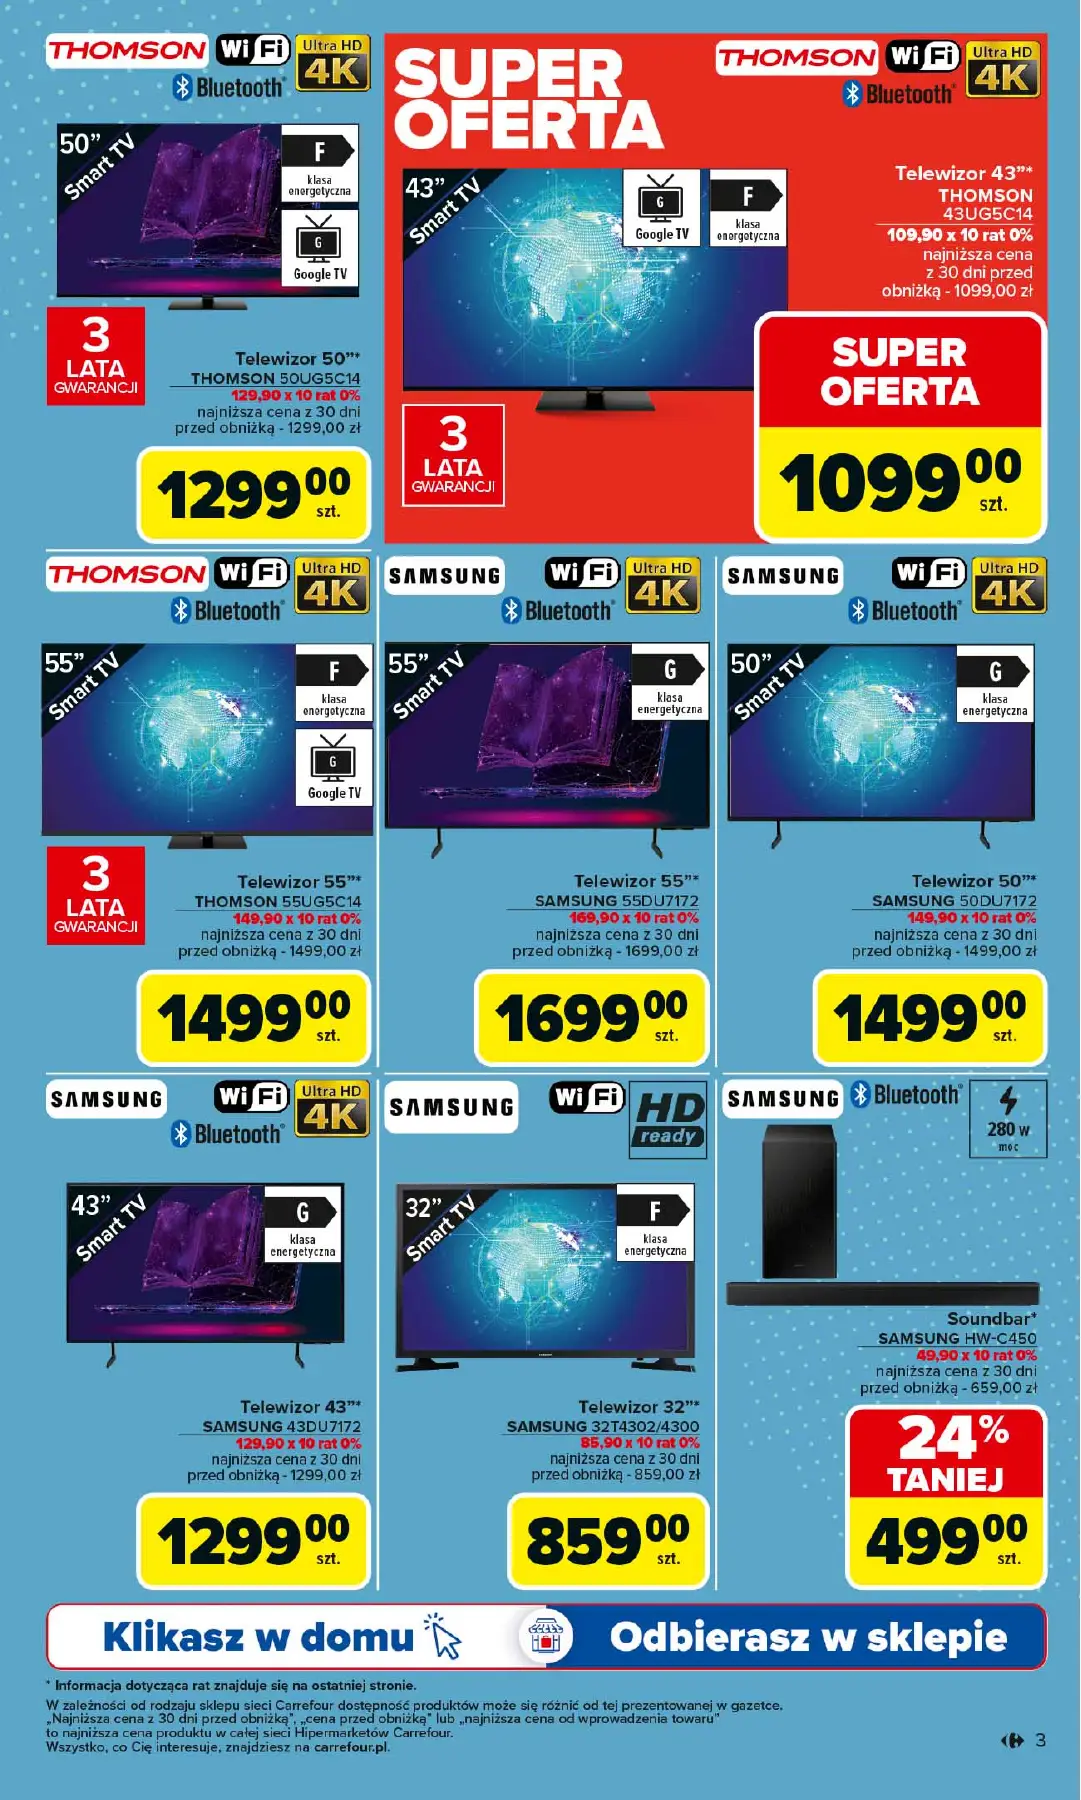 THOMSON WiFi Ultra HD 4K
Bluetooth
50” Smart TV
F
klasa
energetyczna
G
Google TV
3
LATA
GWARANCJI
Telewizor 50”*
THOMSON 50UG5C14
129,90 x 10 rat 0%
najniższa cena z 30 dni
przed obniżką - 1299,00 zł
1299 00
szt.
SUPER
OFERTA
THOMSON WiFi Ultra HD 4K
Bluetooth
43” Smart TV
G
Google TV
F
klasa
energetyczna
Telewizor 43”*
THOMSON
43UG5C14
109,90 x 10 rat 0%
najniższa cena
z 30 dni przed
obniżką - 1099,00 zł
3
LATA
GWARANCJI
SUPER
OFERTA
1099 00
szt.
THOMSON WiFi Ultra HD 4K
Bluetooth
55” Smart TV
F
klasa
energetyczna
G
Google TV
3
LATA
GWARANCJI
Telewizor 55”*
THOMSON 55UG5C14
149,90 x 10 rat 0%
najniższa cena z 30 dni
przed obniżką - 1499,00 zł
1499 00
szt.
SAMSUNG WiFi Ultra HD 4K
Bluetooth
55” Smart TV
G
klasa
energetyczna
Telewizor 55”*
SAMSUNG 55DU7172
169,90 x 10 rat 0%
najniższa cena z 30 dni
przed obniżką - 1699,00 zł
1699 00
szt.
SAMSUNG WiFi Ultra HD 4K
Bluetooth
50” Smart TV
G
klasa
energetyczna
Telewizor 50”*
SAMSUNG 50DU7172
149,90 x 10 rat 0%
najniższa cena z 30 dni
przed obniżką - 1499,00 zł
1499 00
szt.
SAMSUNG WiFi Ultra HD 4K
Bluetooth
43” Smart TV
G
klasa
energetyczna
Telewizor 43”*
SAMSUNG 43DU7172
129,90 x 10 rat 0%
najniższa cena z 30 dni
przed obniżką - 1299,00 zł
1299 00
szt.
SAMSUNG WiFi HD ready
32” Smart TV
F
klasa
energetyczna
SAMSUNG
Telewizor 32”*
SAMSUNG 32T4302/4300
85,90 x 10 rat 0%
najniższa cena z 30 dni
przed obniżką - 859,00 zł
859 00
szt.
SAMSUNG Bluetooth
280 w
moc
Soundbar*
SAMSUNG HW-C450
49,90 x 10 rat 0%
najniższa cena z 30 dni
przed obniżką - 659,00 zł
24%
TANIEJ
499 00
szt.
Klikasz w domu Odbierasz w sklepie
* Informacja dotycząca rat znajduje się na ostatniej stronie.
W zależności od rodzaju sklepu sieci Carrefour dostępność produktów może się różnić od tej prezentowanej w gazetce.
„Najniższa cena z 30 dni przed obniżką”, „cena przed obniżką” lub „najniższa cena od wprowadzenia towaru”
to najniższa cena produktu w całej sieci Hipermarketów Carrefour.
Wszystko, co Cię interesuje, znajdziesz na carrefour.pl.
3